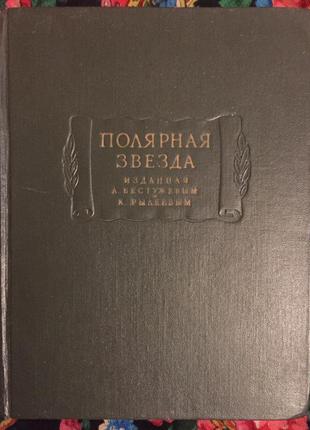 ПОЛЯРНАЯ
ЗВЕЗДА
ИЗДАННАЯ
А. БЕСТУЖЕВЫМ
К. РЫЛЕЕВЫМ